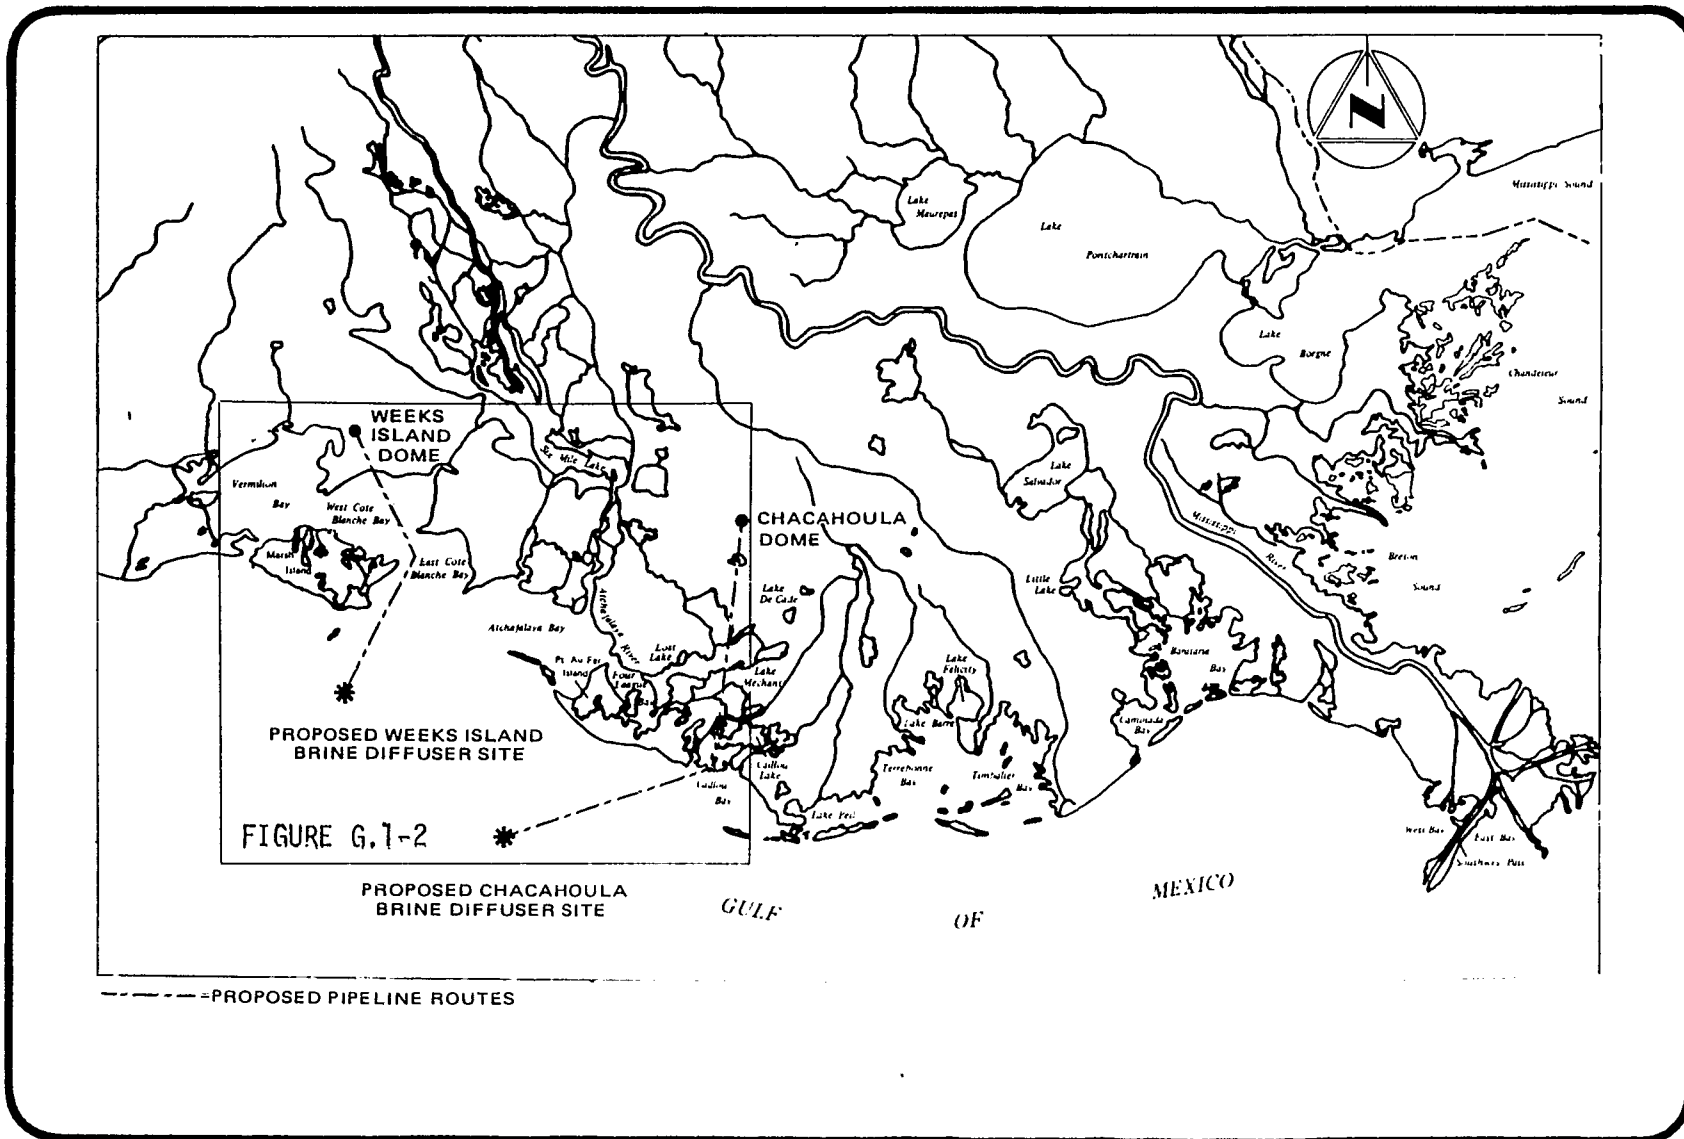 N
Mississippi Sound
Lake
Maurepas
Lake
Pontchartrain
Lake
Borgne
Chandeleur
Sound
WEEKS
ISLAND
DOME
Six Mile Lake
Vermilion
Bay
West Cote
Blanche Bay
Lake
Salvador
CHACAHOULA
DOME
Mississippi
River
Marsh
Island
East Cote
Blanche Bay
Breton
Sound
Lake
De Cade
Little
Lake
Atchafalaya Bay
Atchafalaya River
Lost
Lake
Pt. Au Fer
Island
Four
League
Bay
Lake
Mechant
Lake
Felicity
Barataria
Bay
Lake Barre
Caminada
Bay
PROPOSED WEEKS ISLAND
BRINE DIFFUSER SITE
Caillou
Lake
Caillou
Bay
Terrebonne
Bay
Timbalier
Bay
Lake Pelt
FIGURE G.1-2
West Bay
East Bay
Southwest Pass
PROPOSED CHACAHOULA
BRINE DIFFUSER SITE
GULF
OF
MEXICO
=PROPOSED PIPELINE ROUTES